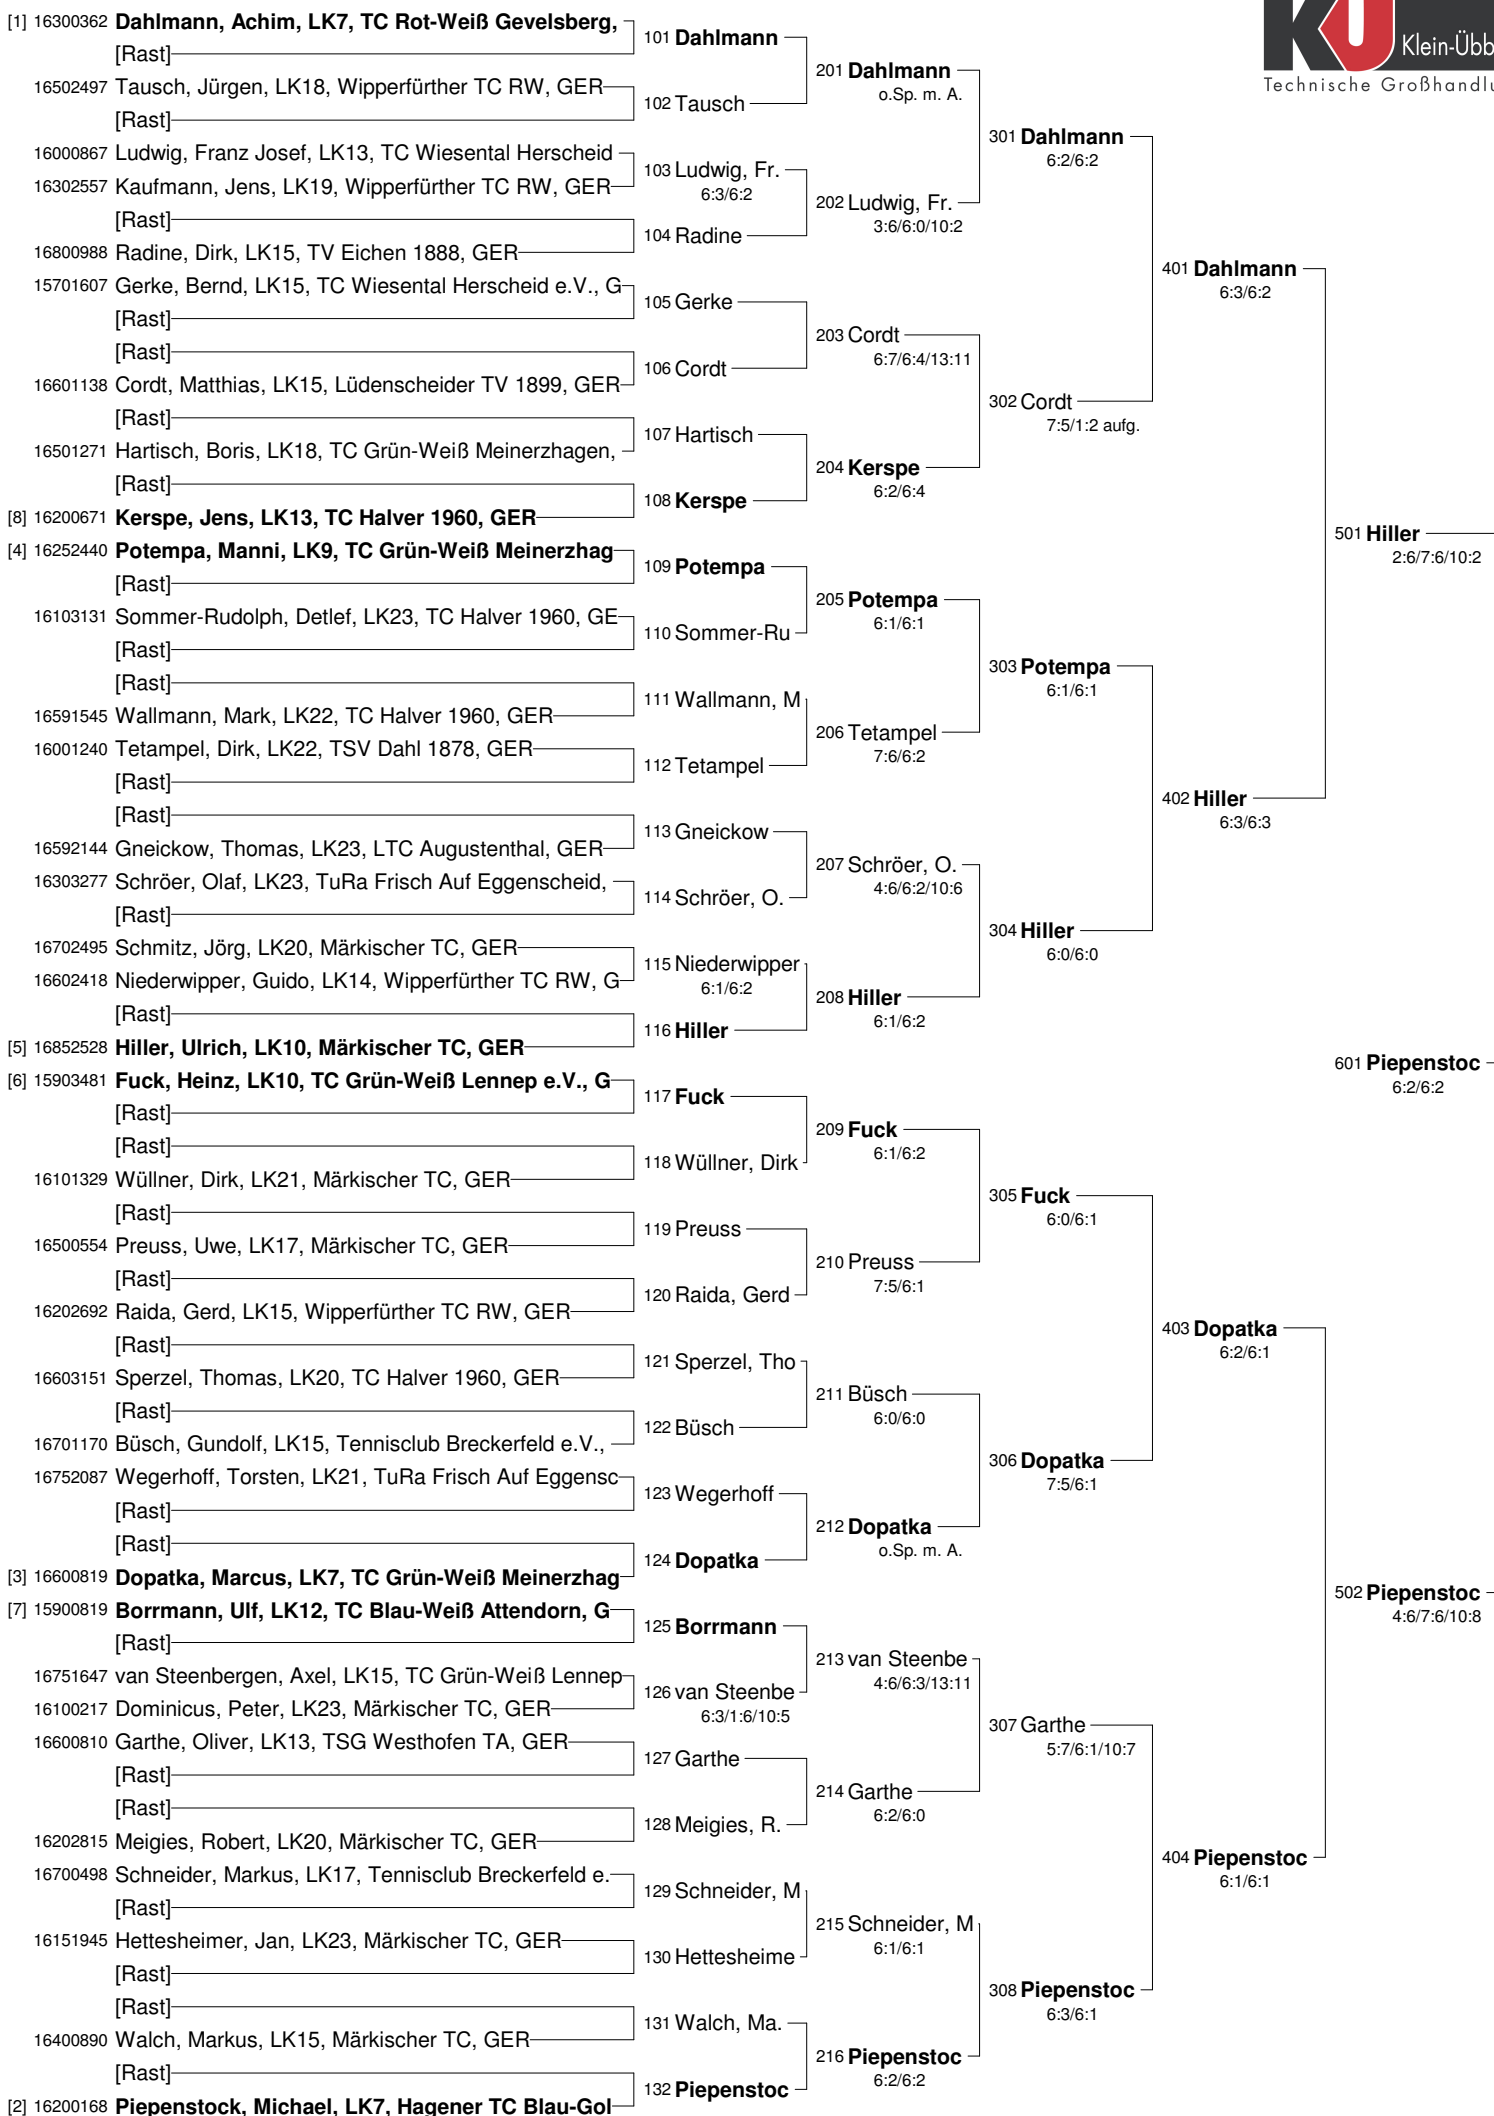 KU Klein-Übb
Technische Großhandlu
[1] 16300362 Dahlmann, Achim, LK7, TC Rot-Weiß Gevelsberg,
[Rast]
16502497 Tausch, Jürgen, LK18, Wipperfürther TC RW, GER
[Rast]
16000867 Ludwig, Franz Josef, LK13, TC Wiesental Herscheid
16302557 Kaufmann, Jens, LK19, Wipperfürther TC RW, GER
[Rast]
16800988 Radine, Dirk, LK15, TV Eichen 1888, GER
15701607 Gerke, Bernd, LK15, TC Wiesental Herscheid e.V., G
[Rast]
[Rast]
16601138 Cordt, Matthias, LK15, Lüdenscheider TV 1899, GER
[Rast]
16501271 Hartisch, Boris, LK18, TC Grün-Weiß Meinerzhagen,
[Rast]
[8] 16200671 Kerspe, Jens, LK13, TC Halver 1960, GER
[4] 16252440 Potempa, Manni, LK9, TC Grün-Weiß Meinerzhag
[Rast]
16103131 Sommer-Rudolph, Detlef, LK23, TC Halver 1960, GE
[Rast]
[Rast]
16591545 Wallmann, Mark, LK22, TC Halver 1960, GER
16001240 Tetampel, Dirk, LK22, TSV Dahl 1878, GER
[Rast]
[Rast]
16592144 Gneickow, Thomas, LK23, LTC Augustenthal, GER
16303277 Schröer, Olaf, LK23, TuRa Frisch Auf Eggenscheid,
[Rast]
16702495 Schmitz, Jörg, LK20, Märkischer TC, GER
16602418 Niederwipper, Guido, LK14, Wipperfürther TC RW, G
[Rast]
[5] 16852528 Hiller, Ulrich, LK10, Märkischer TC, GER
[6] 15903481 Fuck, Heinz, LK10, TC Grün-Weiß Lennep e.V., G
[Rast]
[Rast]
16101329 Wüllner, Dirk, LK21, Märkischer TC, GER
[Rast]
16500554 Preuss, Uwe, LK17, Märkischer TC, GER
[Rast]
16202692 Raida, Gerd, LK15, Wipperfürther TC RW, GER
[Rast]
16603151 Sperzel, Thomas, LK20, TC Halver 1960, GER
[Rast]
16701170 Büsch, Gundolf, LK15, Tennisclub Breckerfeld e.V.,
16752087 Wegerhoff, Torsten, LK21, TuRa Frisch Auf Eggensc
[Rast]
[Rast]
[3] 16600819 Dopatka, Marcus, LK7, TC Grün-Weiß Meinerzhag
[7] 15900819 Borrmann, Ulf, LK12, TC Blau-Weiß Attendorn, G
[Rast]
16751647 van Steenbergen, Axel, LK15, TC Grün-Weiß Lennep
16100217 Dominicus, Peter, LK23, Märkischer TC, GER
16600810 Garthe, Oliver, LK13, TSG Westhofen TA, GER
[Rast]
[Rast]
16202815 Meigies, Robert, LK20, Märkischer TC, GER
16700498 Schneider, Markus, LK17, Tennisclub Breckerfeld e.
[Rast]
16151945 Hettesheimer, Jan, LK23, Märkischer TC, GER
[Rast]
[Rast]
16400890 Walch, Markus, LK15, Märkischer TC, GER
[Rast]
[2] 16200168 Piepenstock, Michael, LK7, Hagener TC Blau-Gol
101 Dahlmann
102 Tausch
103 Ludwig, Fr.
6:3/6:2
104 Radine
105 Gerke
106 Cordt
107 Hartisch
108 Kerspe
109 Potempa
110 Sommer-Ru
111 Wallmann, M
112 Tetampel
113 Gneickow
114 Schröer, O.
115 Niederwipper
6:1/6:2
116 Hiller
117 Fuck
118 Wüllner, Dirk
119 Preuss
120 Raida, Gerd
121 Sperzel, Tho
122 Büsch
123 Wegerhoff
124 Dopatka
125 Borrmann
126 van Steenbe
6:3/1:6/10:5
127 Garthe
128 Meigies, R.
129 Schneider, M
130 Hettesheime
131 Walch, Ma.
132 Piepenstoc
201 Dahlmann
o.Sp. m. A.
202 Ludwig, Fr.
3:6/6:0/10:2
203 Cordt
6:7/6:4/13:11
204 Kerspe
6:2/6:4
205 Potempa
6:1/6:1
206 Tetampel
7:6/6:2
207 Schröer, O.
4:6/6:2/10:6
208 Hiller
6:1/6:2
209 Fuck
6:1/6:2
210 Preuss
7:5/6:1
211 Büsch
6:0/6:0
212 Dopatka
o.Sp. m. A.
213 van Steenbe
4:6/6:3/13:11
214 Garthe
6:2/6:0
215 Schneider, M
6:1/6:1
216 Piepenstoc
6:2/6:2
301 Dahlmann
6:2/6:2
302 Cordt
7:5/1:2 aufg.
303 Potempa
6:1/6:1
304 Hiller
6:0/6:0
305 Fuck
6:0/6:1
306 Dopatka
7:5/6:1
307 Garthe
5:7/6:1/10:7
308 Piepenstoc
6:3/6:1
401 Dahlmann
6:3/6:2
402 Hiller
6:3/6:3
403 Dopatka
6:2/6:1
404 Piepenstoc
6:1/6:1
501 Hiller
2:6/7:6/10:2
502 Piepenstoc
4:6/7:6/10:8
601 Piepenstoc
6:2/6:2